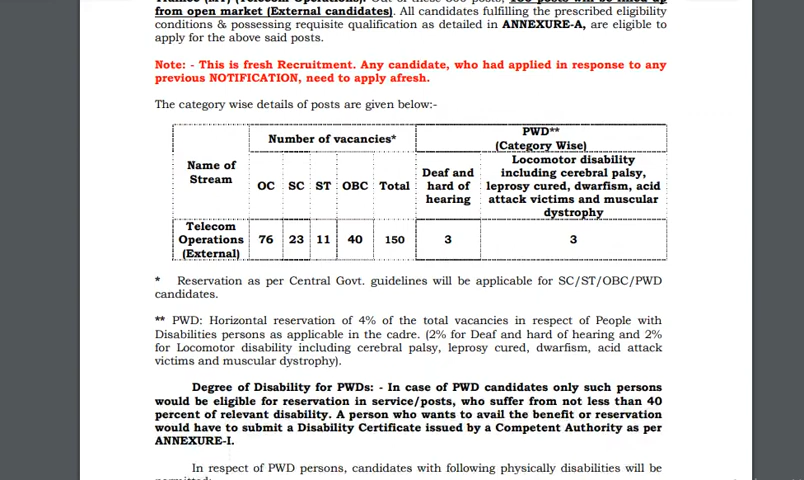 from open market (External candidates). All candidates fulfilling the prescribed eligibility
conditions & possessing requisite qualification as detailed in ANNEXURE-A, are eligible to
apply for the above said posts.
Note: - This is fresh Recruitment. Any candidate, who had applied in response to any
previous NOTIFICATION, need to apply afresh.
The category wise details of posts are given below:-
Name of Stream
Number of vacancies*
PWD**
(Category Wise)
OC SC ST OBC Total
Deaf and
hard of
hearing
Locomotor disability
including cerebral palsy,
leprosy cured, dwarfism, acid
attack victims and muscular
dystrophy
Telecom
Operations
(External)
76 23 11 40 150 3 3
* Reservation as per Central Govt. guidelines will be applicable for SC/ST/OBC/PWD
candidates.
** PWD: Horizontal reservation of 4% of the total vacancies in respect of People with
Disabilities persons as applicable in the cadre. (2% for Deaf and hard of hearing and 2%
for Locomotor disability including cerebral palsy, leprosy cured, dwarfism, acid attack
victims and muscular dystrophy).
Degree of Disability for PWDs: - In case of PWD candidates only such persons
would be eligible for reservation in service/posts, who suffer from not less than 40
percent of relevant disability. A person who wants to avail the benefit or reservation
would have to submit a Disability Certificate issued by a Competent Authority as per
ANNEXURE-I.
In respect of PWD persons, candidates with following physically disabilities will be